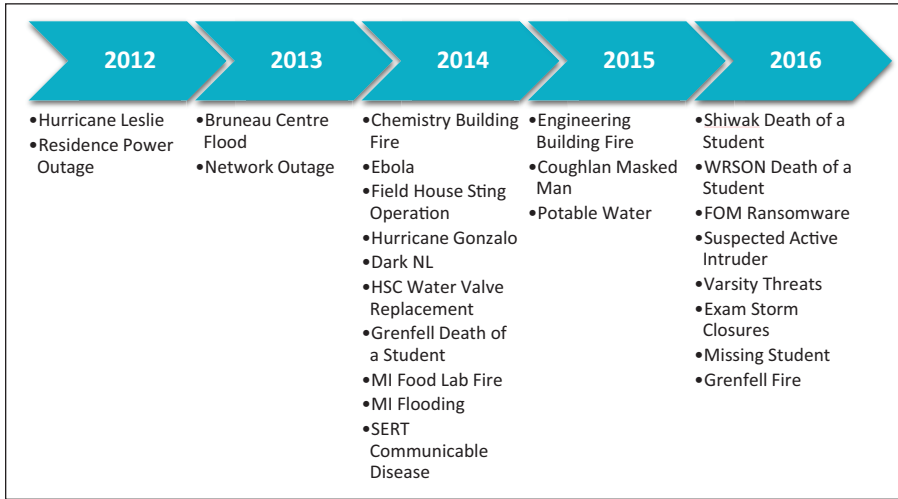 2012
•Hurricane Leslie
•Residence Power
Outage
2013
•Bruneau Centre
Flood
•Network Outage
2014
•Chemistry Building
Fire
•Ebola
•Field House Sting
Operation
•Hurricane Gonzalo
•Dark NL
•HSC Water Valve
Replacement
•Grenfell Death of
a Student
•MI Food Lab Fire
•MI Flooding
•SERT
Communicable
Disease
2015
•Engineering
Building Fire
•Coughlan Masked
Man
•Potable Water
2016
•Shiwak Death of a
Student
•WRSON Death of a
Student
•FOM Ransomware
•Suspected Active
Intruder
•Varsity Threats
•Exam Storm
Closures
•Missing Student
•Grenfell Fire